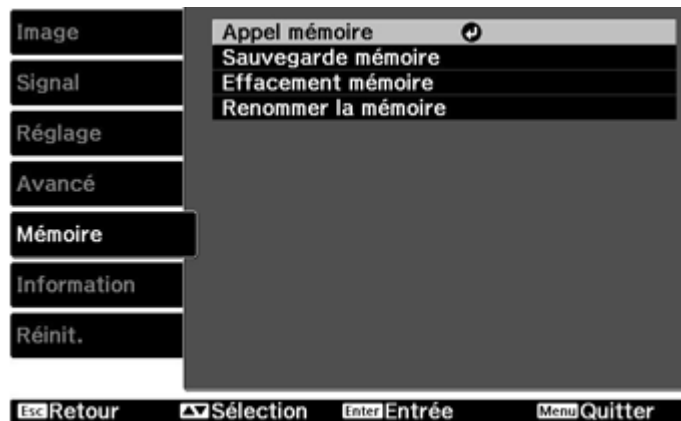 Image
Signal
Réglage
Avancé
Mémoire
Information
Réinit.
Appel mémoire
Sauvegarde mémoire
Effacement mémoire
Renommer la mémoire
Esc Retour Sélection Enter Entrée Menu Quitter